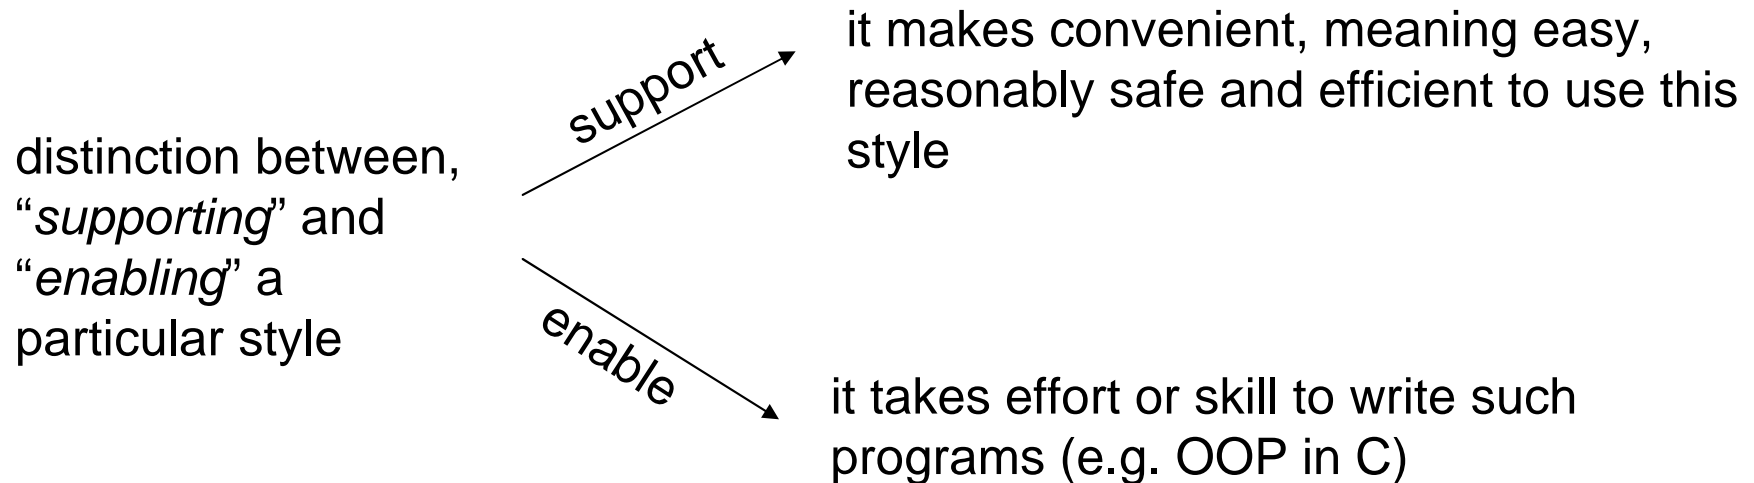 distinction between,
“supporting” and
“enabling” a
particular style
support
it makes convenient, meaning easy,
reasonably safe and efficient to use this
style
enable
it takes effort or skill to write such
programs (e.g. OOP in C)